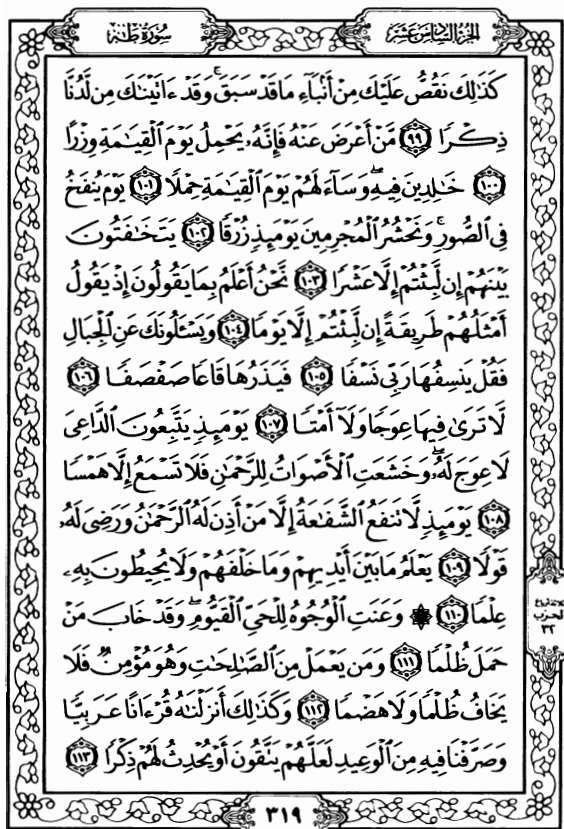 الجزء السادس عشر
سورة طه
كَذَٰلِكَ نَقُصُّ عَلَيْكَ مِنْ أَنۢبَآءِ مَا قَدْ سَبَقَ ۚ وَقَدْ ءَاتَيْنَٰكَ مِن لَّدُنَّا
ذِكْرًا ٩٩ مَّنْ أَعْرَضَ عَنْهُ فَإِنَّهُۥ يَحْمِلُ يَوْمَ ٱلْقِيَٰمَةِ وِزْرًا
١٠٠ خَٰلِدِينَ فِيهِ ۖ وَسَآءَ لَهُمْ يَوْمَ ٱلْقِيَٰمَةِ حِمْلًا ١٠١ يَوْمَ يُنفَخُ
فِى ٱلصُّورِ ۚ وَنَحْشُرُ ٱلْمُجْرِمِينَ يَوْمَئِذٍ زُرْقًا ١٠٢ يَتَخَٰفَتُونَ
بَيْنَهُمْ إِن لَّبِثْتُمْ إِلَّا عَشْرًا ١٠٣ نَّحْنُ أَعْلَمُ بِمَا يَقُولُونَ إِذْ يَقُولُ
أَمْثَلُهُمْ طَرِيقَةً إِن لَّبِثْتُمْ إِلَّا يَوْمًا ١٠٤ وَيَسْـَٔلُونَكَ عَنِ ٱلْجِبَالِ
فَقُلْ يَنسِفُهَا رَبِّى نَسْفًا ١٠٥ فَيَذَرُهَا قَاعًا صَفْصَفًا ١٠٦
لَّا تَرَىٰ فِيهَا عِوَجًا وَلَآ أَمْتًا ١٠٧ يَوْمَئِذٍ يَتَّبِعُونَ ٱلدَّاعِىَ
لَا عِوَجَ لَهُۥ ۖ وَخَشَعَتِ ٱلْأَصْوَاتُ لِلرَّحْمَٰنِ فَلَا تَسْمَعُ إِلَّا هَمْسًا
١٠٨ يَوْمَئِذٍ لَّا تَنفَعُ ٱلشَّفَٰعَةُ إِلَّا مَنْ أَذِنَ لَهُ ٱلرَّحْمَٰنُ وَرَضِىَ لَهُۥ
قَوْلًا ١٠٩ يَعْلَمُ مَا بَيْنَ أَيْدِيهِمْ وَمَا خَلْفَهُمْ وَلَا يُحِيطُونَ بِهِۦ
عِلْمًا ١١٠ ۞ وَعَنَتِ ٱلْوُجُوهُ لِلْحَىِّ ٱلْقَيُّومِ ۖ وَقَدْ خَابَ مَنْ
حَمَلَ ظُلْمًا ١١١ وَمَن يَعْمَلْ مِنَ ٱلصَّٰلِحَٰتِ وَهُوَ مُؤْمِنٌ فَلَا
يَخَافُ ظُلْمًا وَلَا هَضْمًا ١١٢ وَكَذَٰلِكَ أَنزَلْنَٰهُ قُرْءَانًا عَرَبِيًّا
وَصَرَّفْنَا فِيهِ مِنَ ٱلْوَعِيدِ لَعَلَّهُمْ يَتَّقُونَ أَوْ يُحْدِثُ لَهُمْ ذِكْرًا ١١٣
الحزب
٣٢
٣١٩